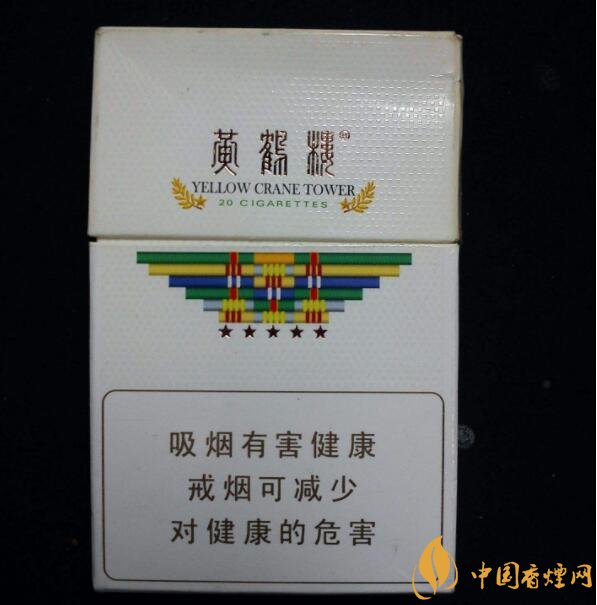 黄鹤楼
YELLOW CRANE TOWER
20 CIGARETTES
吸烟有害健康
戒烟可减少
对健康的危害
中国香烟网